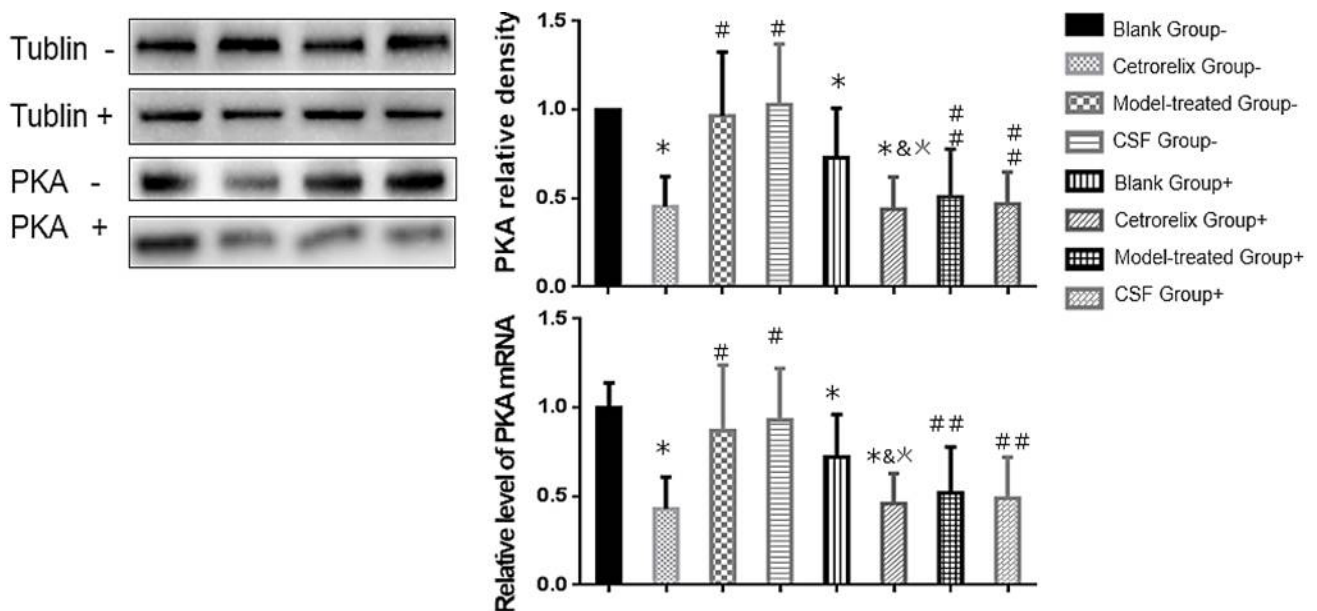 Tublin -
Tublin +
PKA -
PKA +
PKA relative density
1.5
1.0
0.5
0.0
*
#
#
*
*&※
##
##
Relative level of PKA mRNA
1.5
1.0
0.5
0.0
*
#
#
*
*&※
##
##
Blank Group-
Cetrorelix Group-
Model-treated Group-
CSF Group-
Blank Group+
Cetrorelix Group+
Model-treated Group+
CSF Group+